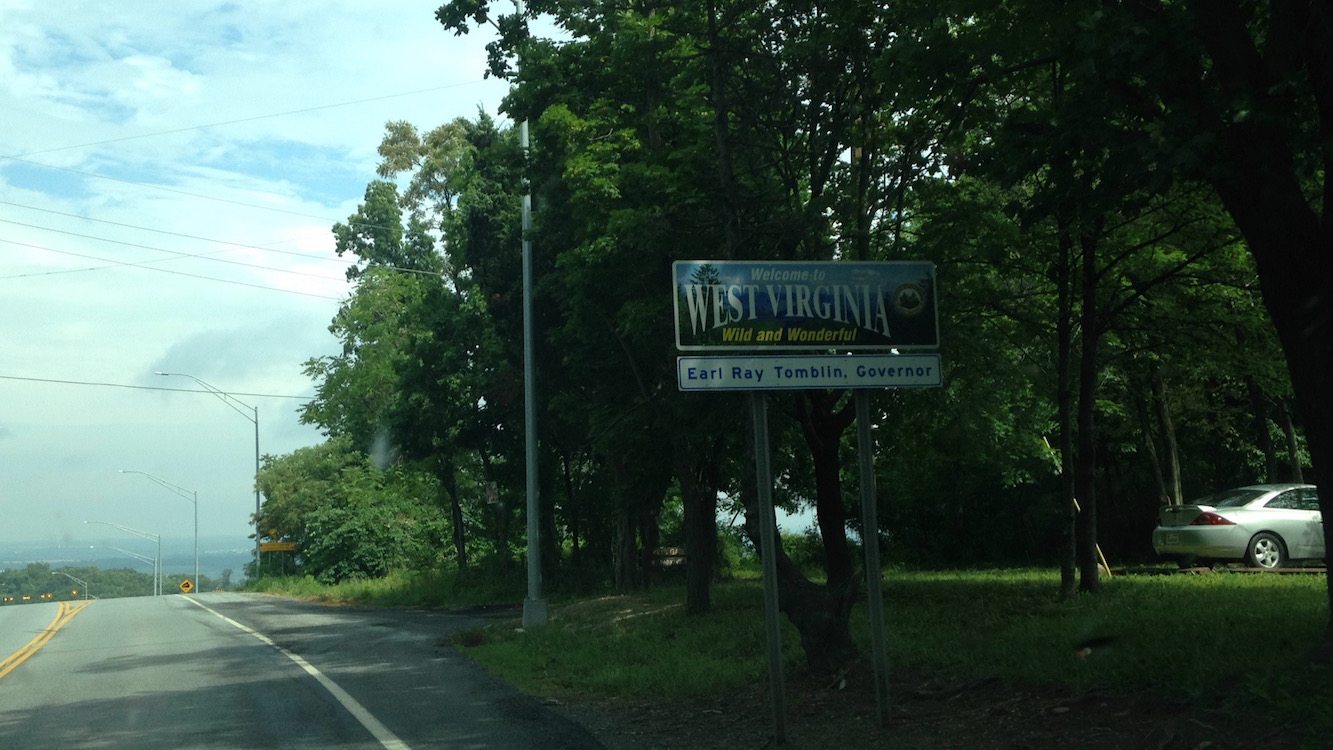 Welcome to
WEST VIRGINIA
Wild and Wonderful
Earl Ray Tomblin, Governor